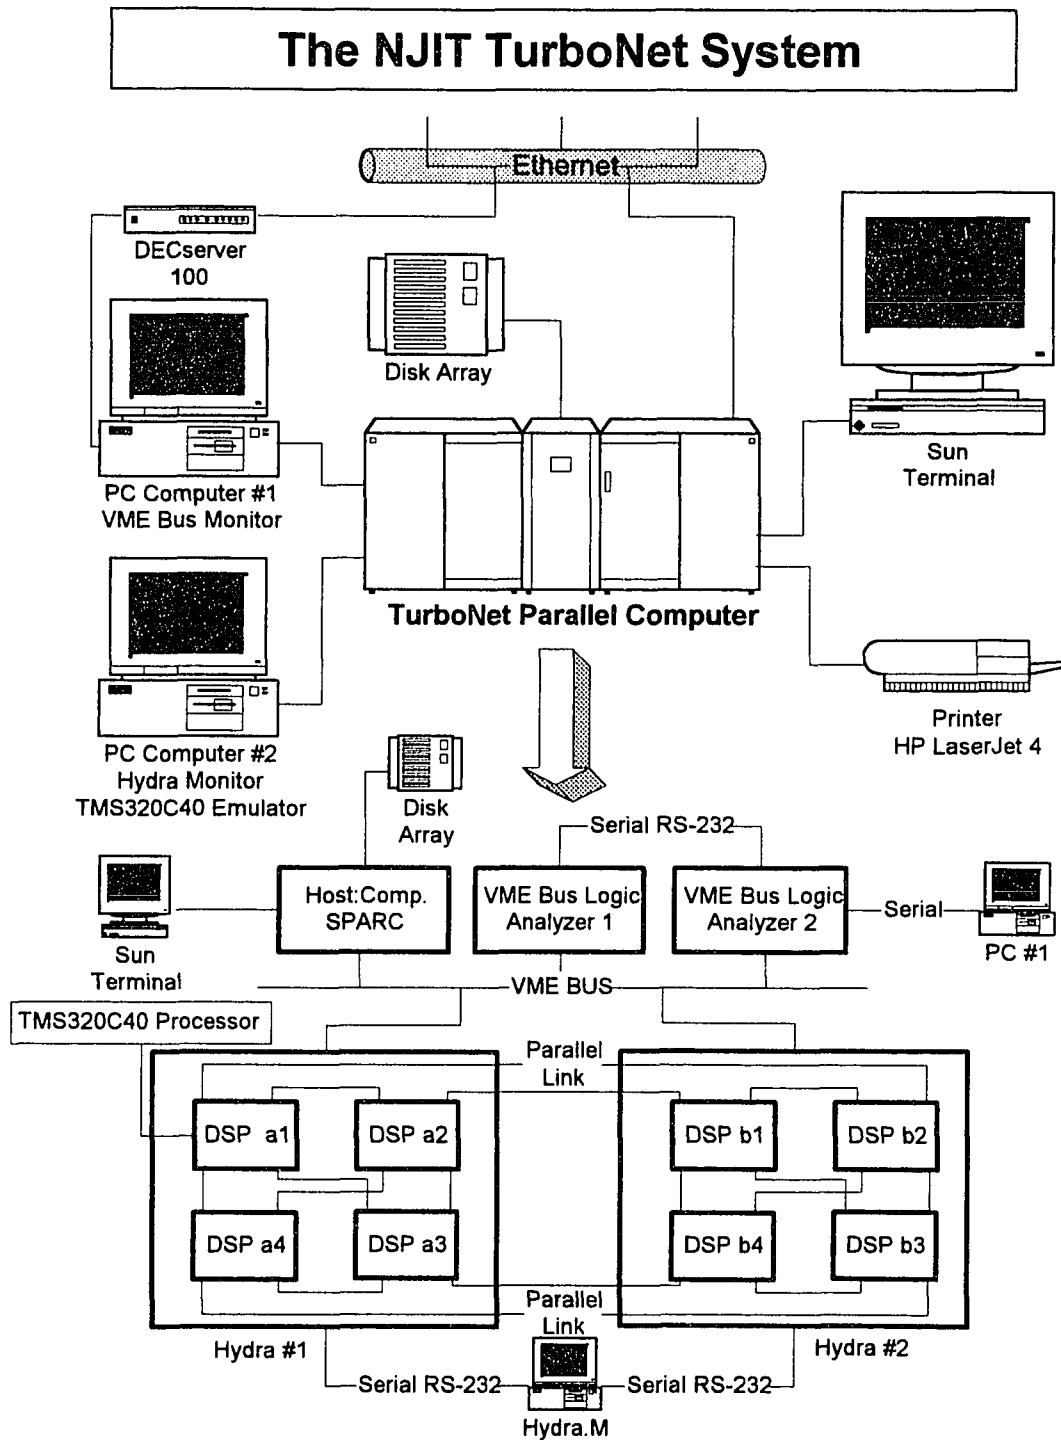 The NJIT TurboNet System
Ethernet
DECserver
100
Disk Array
Sun
Terminal
PC Computer #1
VME Bus Monitor
TurboNet Parallel Computer
PC Computer #2
Hydra Monitor
TMS320C40 Emulator
Printer
HP LaserJet 4
Disk
Array
Serial RS-232
Host:Comp.
SPARC
VME Bus Logic
Analyzer 1
VME Bus Logic
Analyzer 2
Serial
PC #1
Sun
Terminal
VME BUS
TMS320C40 Processor
Parallel
Link
DSP a1
DSP a2
DSP b1
DSP b2
DSP a4
DSP a3
DSP b4
DSP b3
Parallel
Link
Hydra #1
Hydra #2
Serial RS-232
Serial RS-232
Hydra.M